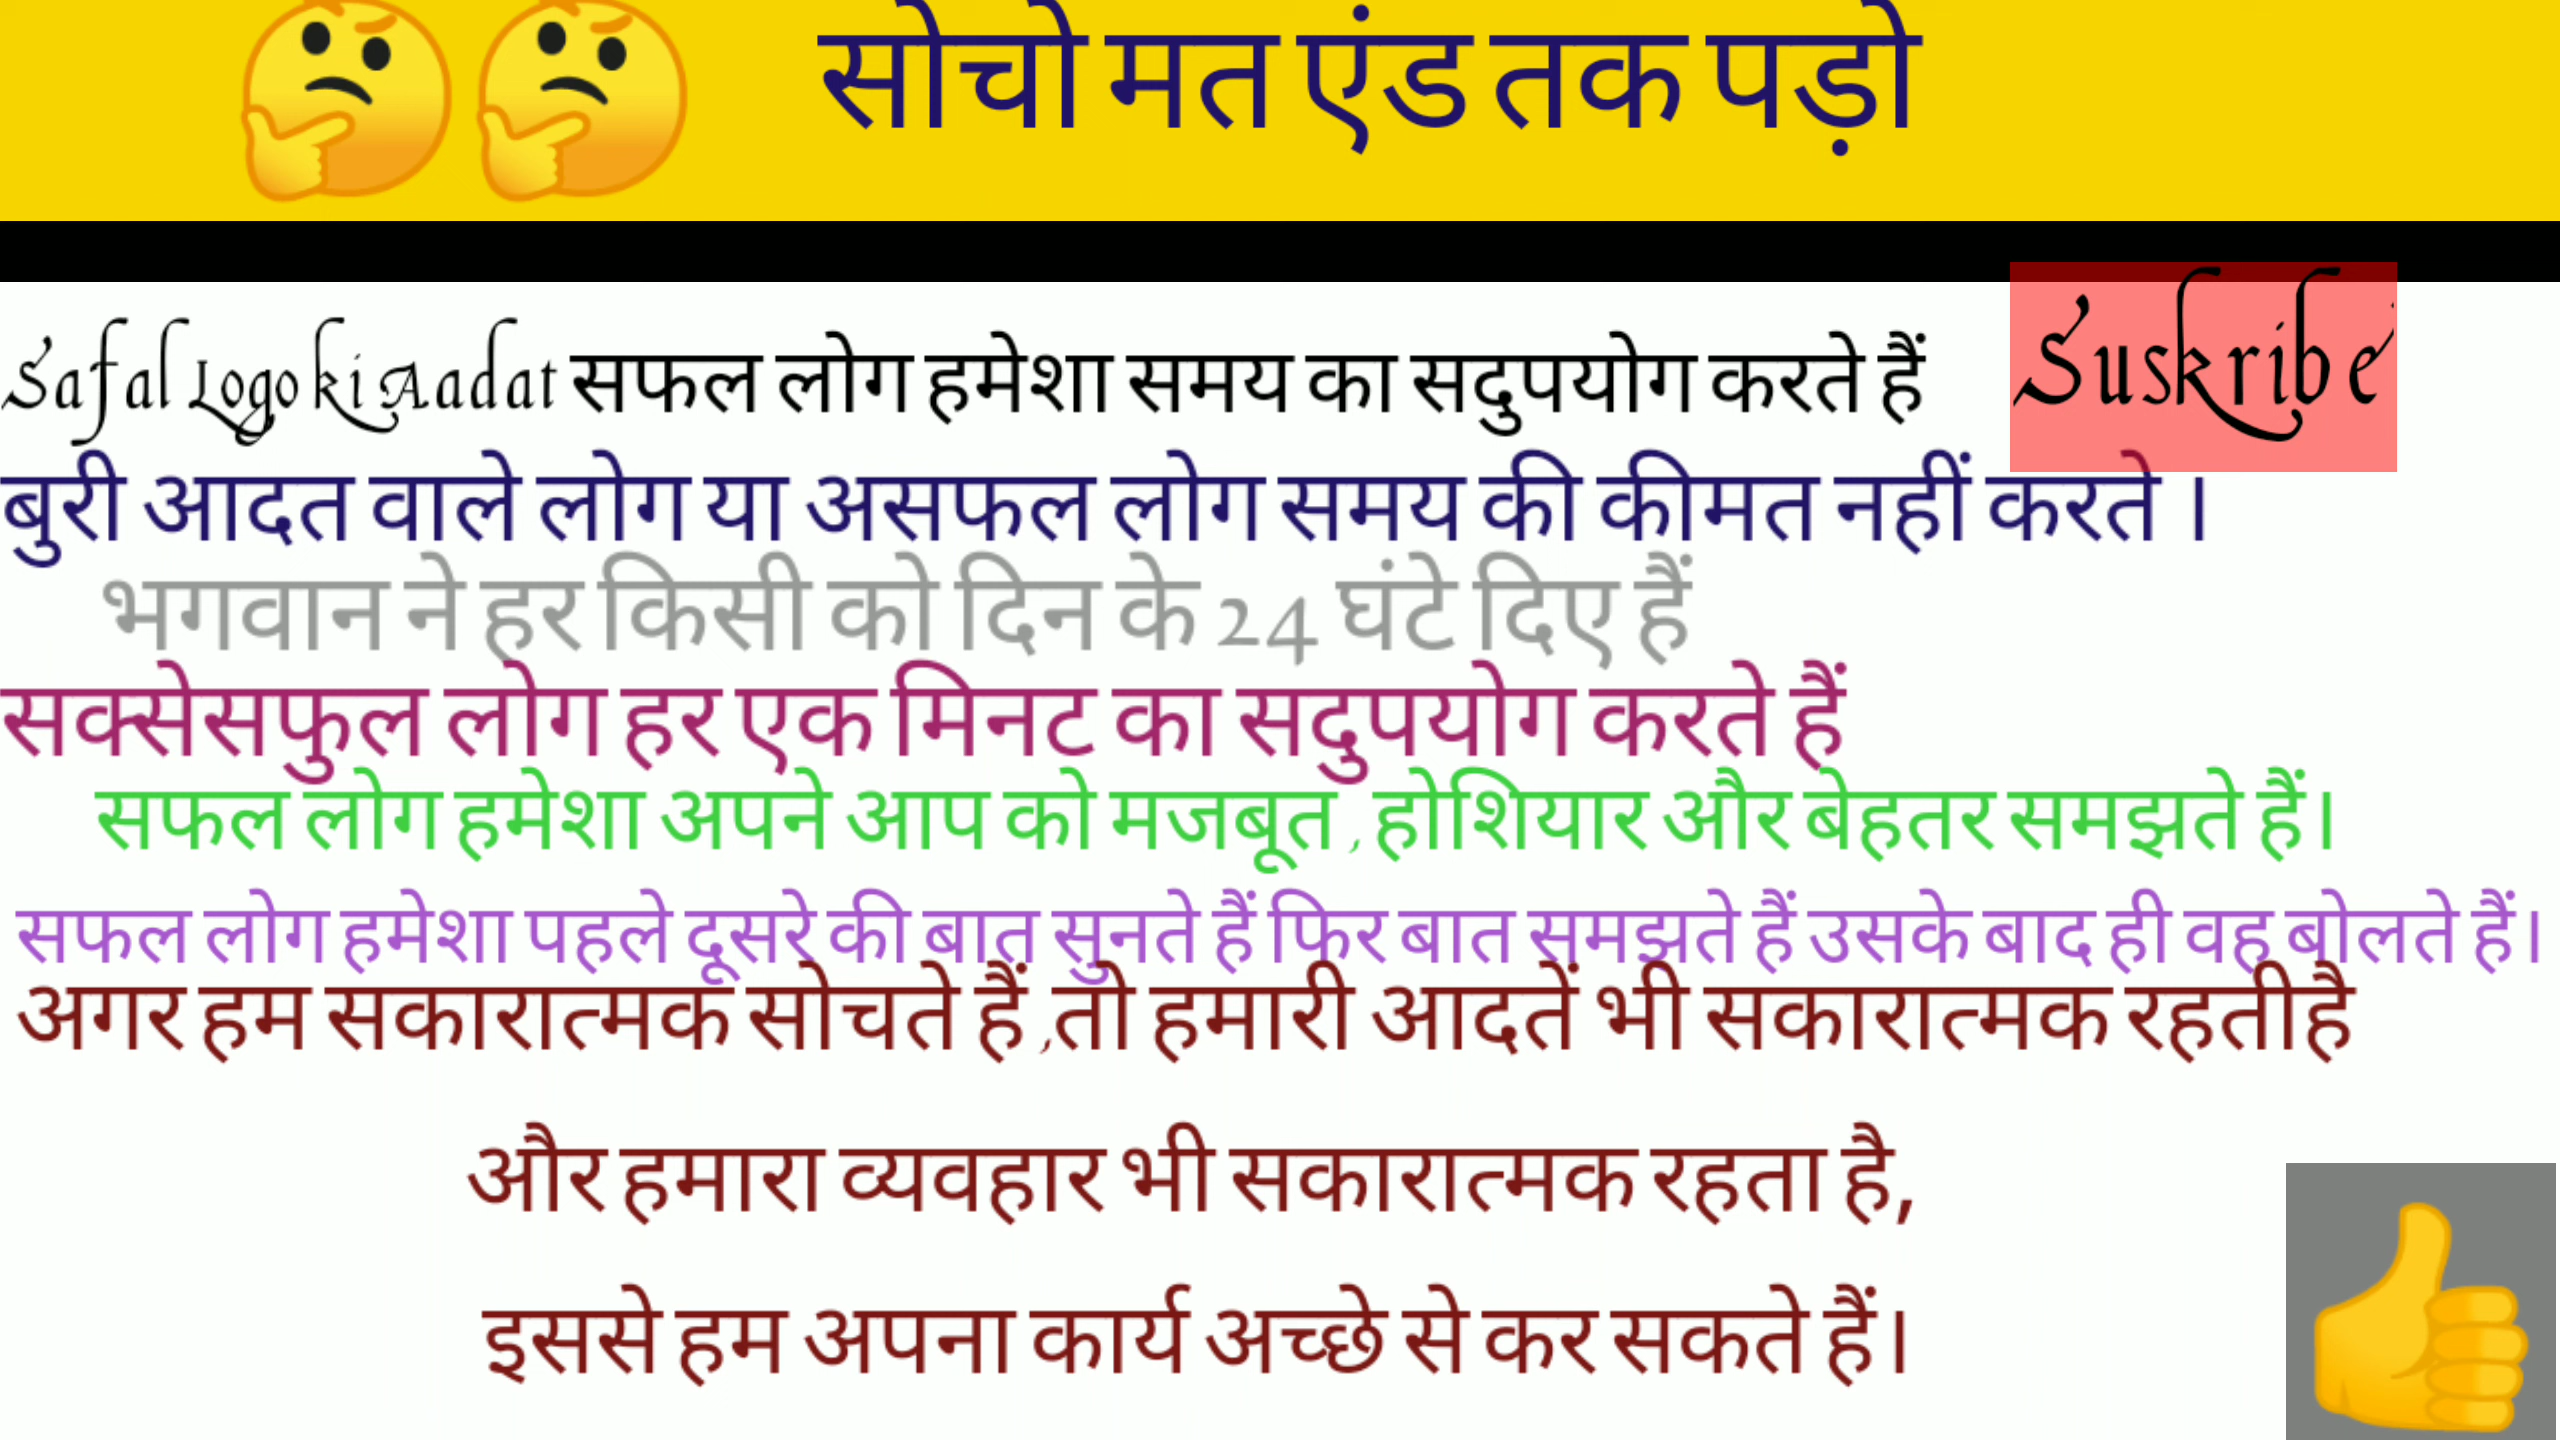 सोचो मत एंड तक पड़ो
Safal Logo ki Aadat सफल लोग हमेशा समय का सदुपयोग करते हैं
Suskribe
बुरी आदत वाले लोग या असफल लोग समय की कीमत नहीं करते ।
भगवान ने हर किसी को दिन के 24 घंटे दिए हैं
सक्सेसफुल लोग हर एक मिनट का सदुपयोग करते हैं
सफल लोग हमेशा अपने आप को मजबूत , होशियार और बेहतर समझते हैं।
सफल लोग हमेशा पहले दूसरे की बात सुनते हैं फिर बात समझते हैं उसके बाद ही वह बोलते हैं।
अगर हम सकारात्मक सोचते हैं ,तो हमारी आदतें भी सकारात्मक रहतीहै
और हमारा व्यवहार भी सकारात्मक रहता है,
इससे हम अपना कार्य अच्छे से कर सकते हैं।